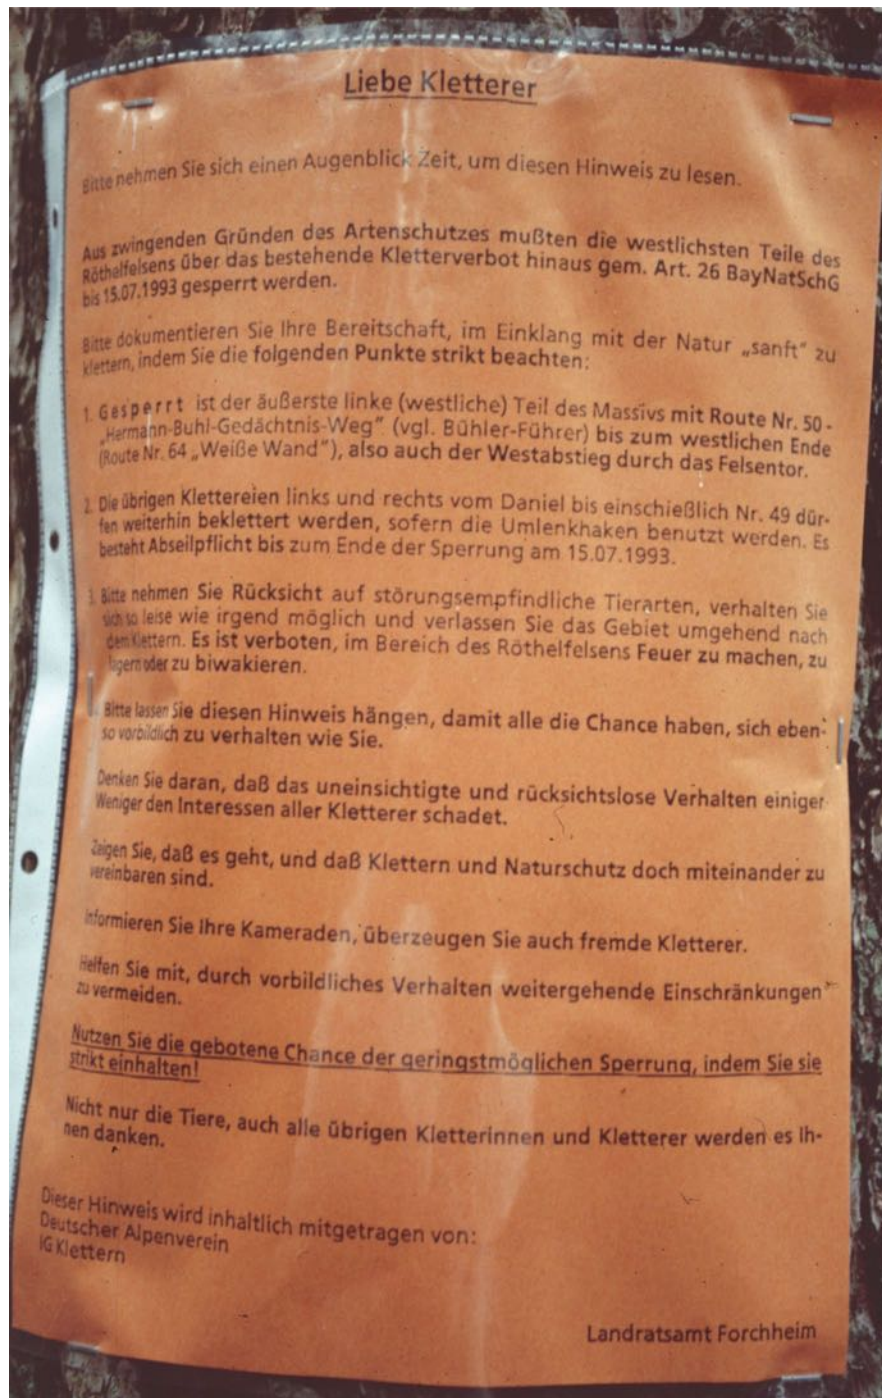 Liebe Kletterer
Bitte nehmen Sie sich einen Augenblick Zeit, um diesen Hinweis zu lesen.
Aus zwingenden Gründen des Artenschutzes mußten die westlichsten Teile des
Röthelfelsens über das bestehende Kletterverbot hinaus gem. Art. 26 BayNatSchG
bis 15.07.1993 gesperrt werden.
Bitte dokumentieren Sie Ihre Bereitschaft, im Einklang mit der Natur „sanft" zu
klettern, indem Sie die folgenden Punkte strikt beachten:
1. Gesperrt ist der äußerste linke (westliche) Teil des Massivs mit Route Nr. 50 -
„Hermann-Buhl-Gedächtnis-Weg" (vgl. Bühler-Führer) bis zum westlichen Ende
(Route Nr. 64 „Weiße Wand"), also auch der Westabstieg durch das Felsentor.
2. Die übrigen Klettereien links und rechts vom Daniel bis einschießlich Nr. 49 dür-
fen weiterhin beklettert werden, sofern die Umlenkhaken benutzt werden. Es
besteht Abseilpflicht bis zum Ende der Sperrung am 15.07.1993.
3. Bitte nehmen Sie Rücksicht auf störungsempfindliche Tierarten, verhalten Sie
sich so leise wie irgend möglich und verlassen Sie das Gebiet umgehend nach
dem Klettern. Es ist verboten, im Bereich des Röthelfelsens Feuer zu machen, zu
lagern oder zu biwakieren.
Bitte lassen Sie diesen Hinweis hängen, damit alle die Chance haben, sich eben-
so vorbildlich zu verhalten wie Sie.
Denken Sie daran, daß das uneinsichtigte und rücksichtslose Verhalten einiger
Weniger den Interessen aller Kletterer schadet.
Zeigen Sie, daß es geht, und daß Klettern und Naturschutz doch miteinander zu
vereinbaren sind.
Informieren Sie Ihre Kameraden, überzeugen Sie auch fremde Kletterer.
Helfen Sie mit, durch vorbildliches Verhalten weitergehende Einschränkungen
zu vermeiden.
Nutzen Sie die gebotene Chance der geringstmöglichen Sperrung, indem Sie sie
strikt einhalten!
Nicht nur die Tiere, auch alle übrigen Kletterinnen und Kletterer werden es Ih-
nen danken.
Dieser Hinweis wird inhaltlich mitgetragen von:
Deutscher Alpenverein
IG Klettern
Landratsamt Forchheim